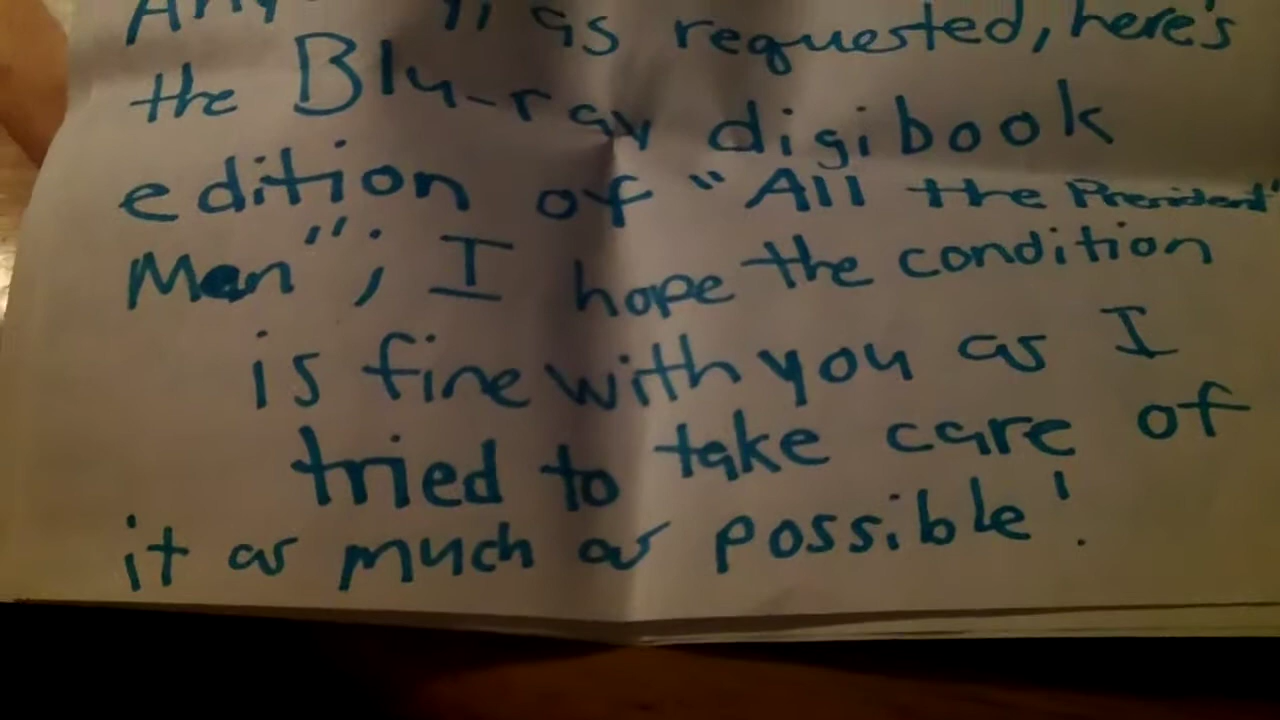 as requested, here's
the Blu-ray digibook
edition of "All the President'
Men"; I hope the condition
is fine with you as I
tried to take care of
it as much as possible!